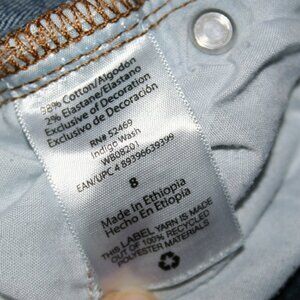 98% Cotton/Algodón
2% Elastane/Elastano
Exclusive of Decoration
Exclusivo de Decoración
RN# 52469
Indigo Wash
WB08201
EAN/UPC 4 89396639399
8
Made in Ethiopia
Hecho En Etiopia
THIS LABEL YARN IS MADE
OUT OF 100% RECYCLED
POLYESTER MATERIALS